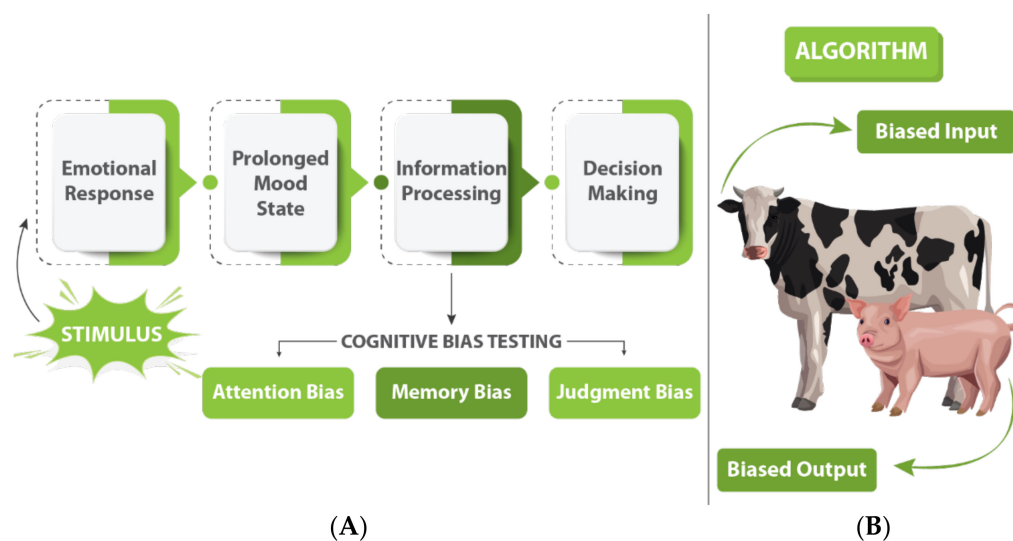 Emotional
Response
Prolonged
Mood
State
Information
Processing
Decision
Making
STIMULUS
COGNITIVE BIAS TESTING
Attention Bias
Memory Bias
Judgment Bias
(A)
ALGORITHM
Biased Input
Biased Output
(B)